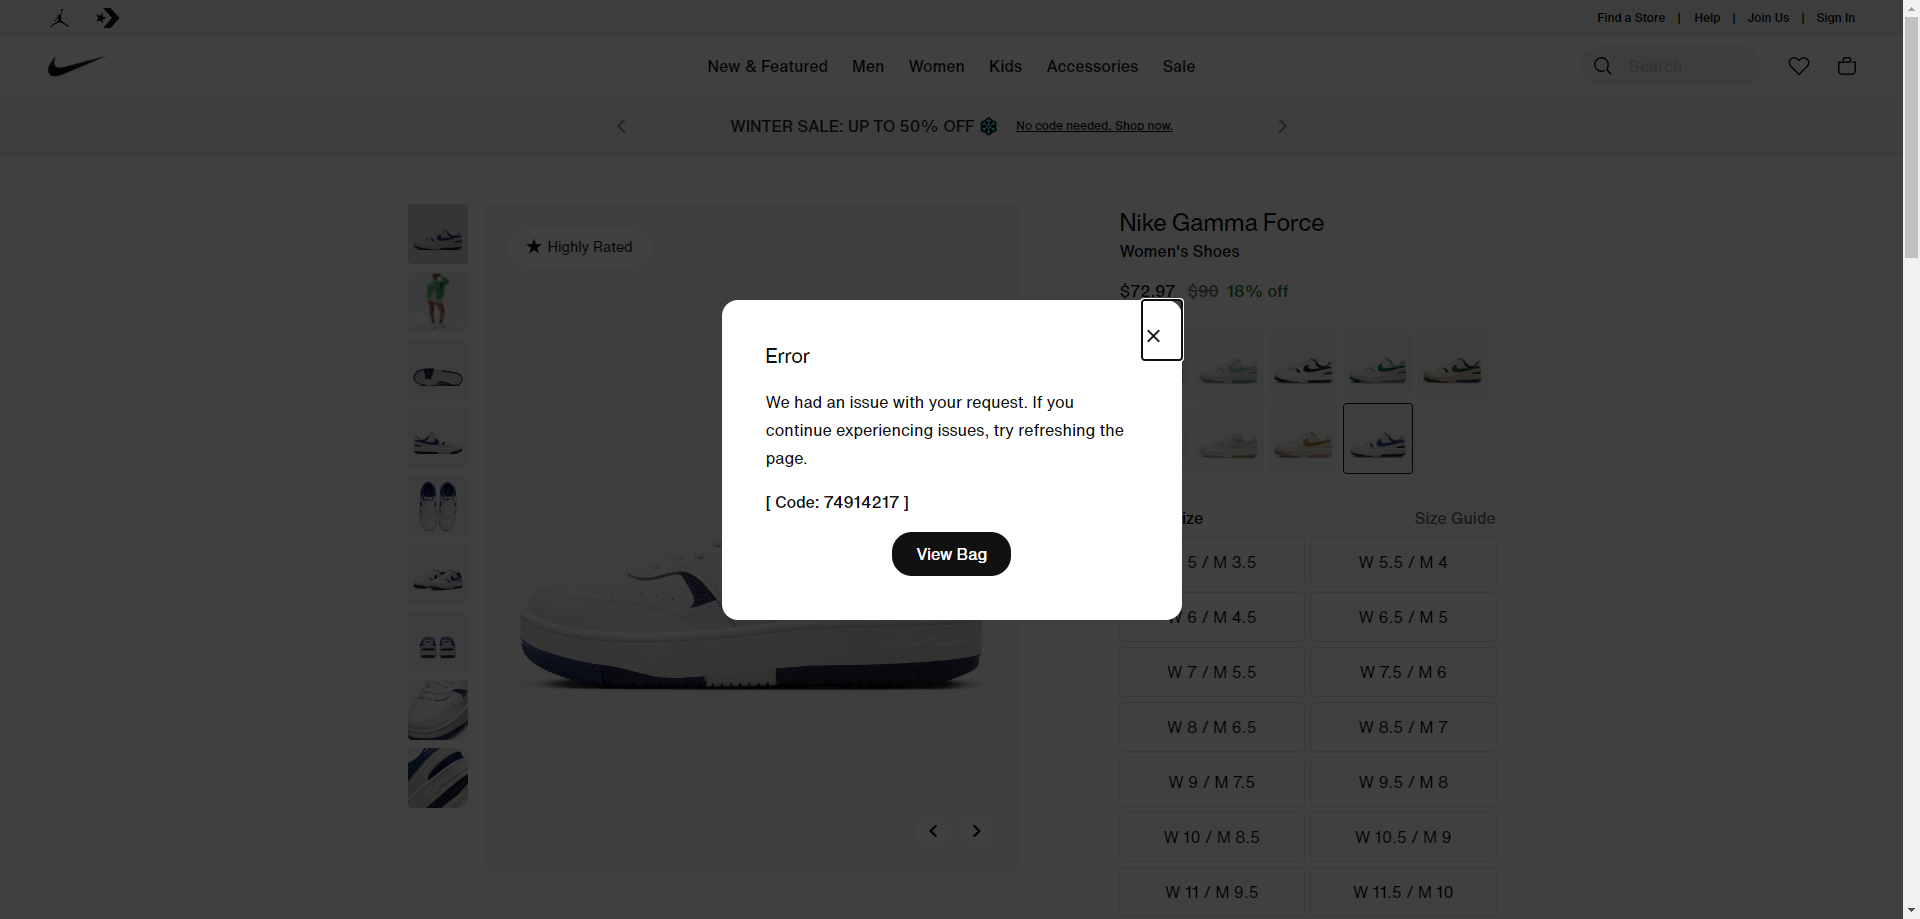 Find a Store | Help | Join Us | Sign In
New & Featured Men Women Kids Accessories Sale
Search
WINTER SALE: UP TO 50% OFF No code needed. Shop now.
Highly Rated
Nike Gamma Force
Women's Shoes
$72.97 $90 18% off
Error
We had an issue with your request. If you
continue experiencing issues, try refreshing the
page.
[ Code: 74914217 ]
View Bag
ize Size Guide
5 / M 3.5 W 5.5 / M 4
W 6 / M 4.5 W 6.5 / M 5
W 7 / M 5.5 W 7.5 / M 6
W 8 / M 6.5 W 8.5 / M 7
W 9 / M 7.5 W 9.5 / M 8
W 10 / M 8.5 W 10.5 / M 9
W 11 / M 9.5 W 11.5 / M 10